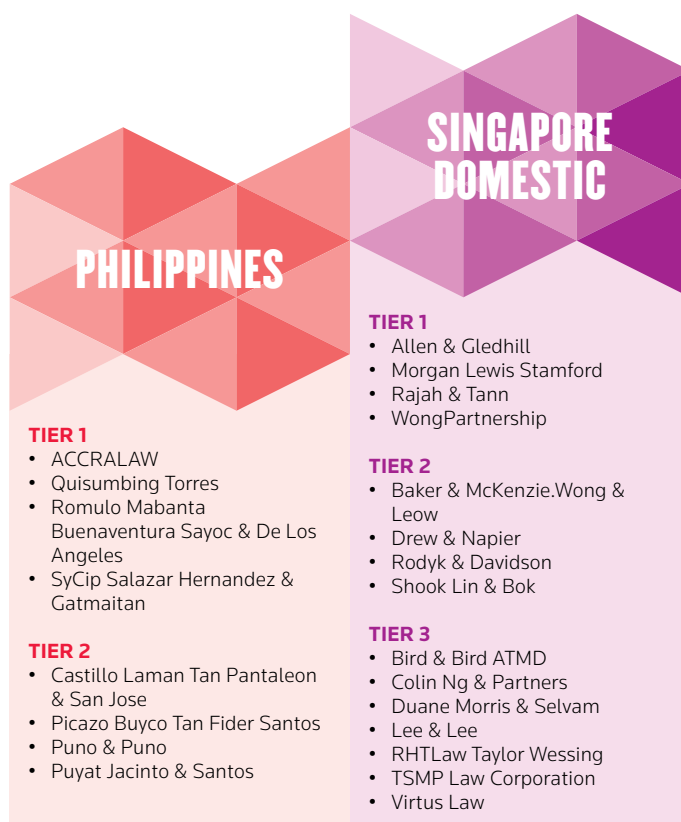 PHILIPPINES
TIER 1
• ACCRALAW
• Quisumbing Torres
• Romulo Mabanta
Buenaventura Sayoc & De Los
Angeles
• SyCip Salazar Hernandez &
Gatmaitan
TIER 2
• Castillo Laman Tan Pantaleon
& San Jose
• Picazo Buyco Tan Fider Santos
• Puno & Puno
• Puyat Jacinto & Santos
SINGAPORE
DOMESTIC
TIER 1
• Allen & Gledhill
• Morgan Lewis Stamford
• Rajah & Tann
• WongPartnership
TIER 2
• Baker & McKenzie.Wong &
Leow
• Drew & Napier
• Rodyk & Davidson
• Shook Lin & Bok
TIER 3
• Bird & Bird ATMD
• Colin Ng & Partners
• Duane Morris & Selvam
• Lee & Lee
• RHTLaw Taylor Wessing
• TSMP Law Corporation
• Virtus Law